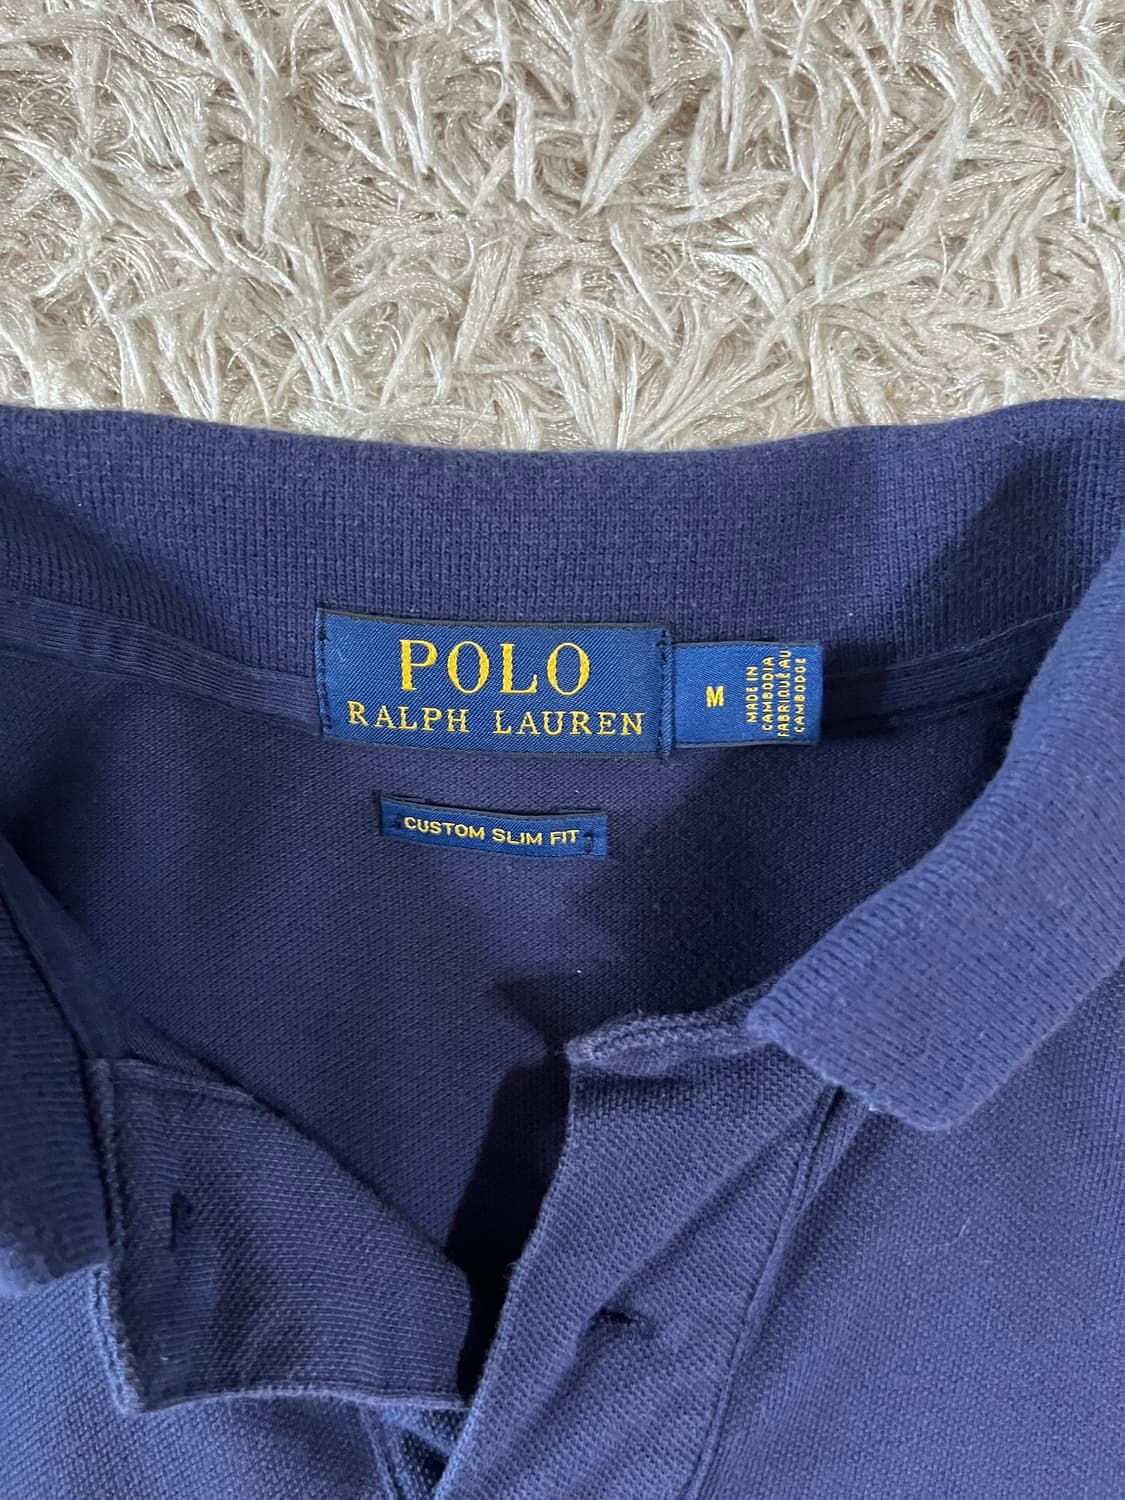 POLO
RALPH LAUREN
M
MADE IN
CAMBODIA
FABRIQUÉ AU
CAMBODGE
CUSTOM SLIM FIT